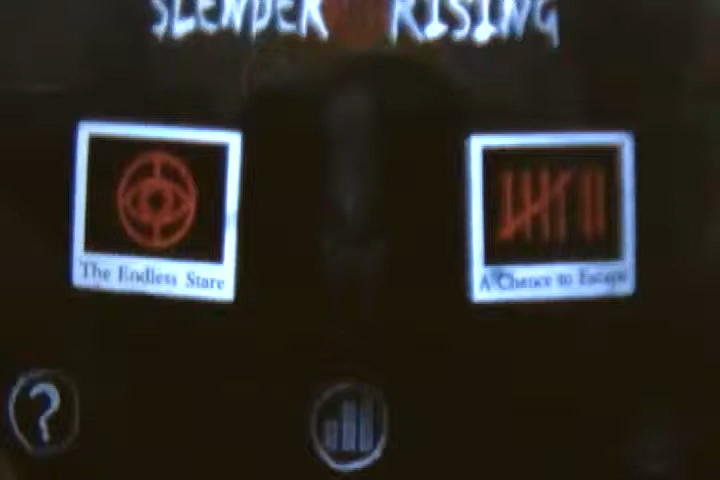 SLENDER RISING
The Endless Stare
A Chance to Escape
?